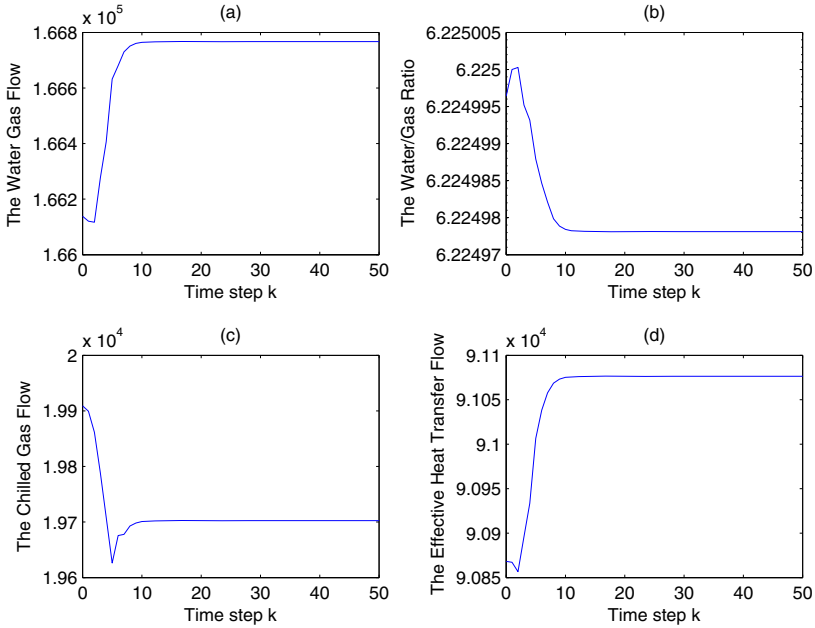 (a)
x 10^5
The Water Gas Flow
1.668
1.666
1.664
1.662
1.66
0 10 20 30 40 50
Time step k
(b)
The Water/Gas Ratio
6.225005
6.225
6.224995
6.22499
6.224985
6.22498
6.22497
0 10 20 30 40 50
Time step k
(c)
x 10^4
The Chilled Gas Flow
2
1.99
1.98
1.97
1.96
0 10 20 30 40 50
Time step k
(d)
x 10^4
The Effective Heat Transfer Flow
9.11
9.105
9.1
9.095
9.09
9.085
0 10 20 30 40 50
Time step k